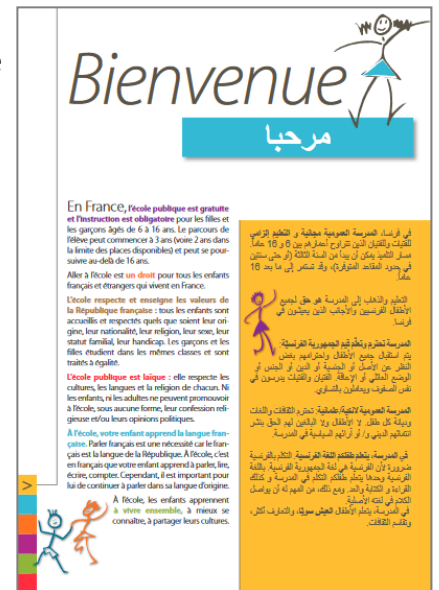 e
Bienvenue
مرحبا
En France, l'école publique est gratuite
et l'instruction est obligatoire pour les filles et
les garçons âgés de 6 à 16 ans. Le parcours de
l'élève peut commencer à 3 ans (voire 2 ans dans
la limite des places disponibles) et peut se pour-
suivre au-delà de 16 ans.
Aller à l'école est un droit pour tous les enfants
français et étrangers qui vivent en France.
L'école respecte et enseigne les valeurs de
la République française : tous les enfants sont
accueillis et respectés quels que soient leur ori-
gine, leur nationalité, leur religion, leur sexe, leur
statut familial, leur handicap. Les garçons et les
filles étudient dans les mêmes classes et sont
traités à égalité.
L'école publique est laïque : elle respecte les
cultures, les langues et la religion de chacun. Ni
les enfants, ni les adultes ne peuvent promouvoir
à l'école, sous aucune forme, leur confession reli-
gieuse et/ou leurs opinions politiques.
À l'école, votre enfant apprend la langue fran-
çaise. Parler français est une nécessité car le fran-
çais est la langue de la République. À l'école, c'est
en français que votre enfant apprend à parler, lire,
écrire, compter. Cependant, il est important pour
lui de continuer à parler dans sa langue d'origine.
À l'école, les enfants apprennent
à vivre ensemble, à mieux se
connaître, à partager leurs cultures.
>
في فرنسا، المدرسة العمومية مجانية و التعليم إلزامي
للفتيات وللفتيان الذين تتراوح أعمارهم بين 6 و 16 عاماً.
مسار التلميذ يمكن أن يبدأ من السنة الثالثة (أو حتى سنتين
في حدود المقاعد المتوفرة)، وقد تستمر إلى ما بعد 16
عاماً.
التعليم والذهاب إلى المدرسة هو حق لجميع
الأطفال الفرنسيين والأجانب الذين يعيشون في
فرنسا.
المدرسة تحترم وتعلم قيم الجمهورية الفرنسية:
يتم استقبال جميع الأطفال واحترامهم بغض
النظر عن الأصل أو الجنسية أو الدين أو الجنس أو
الوضع العائلي أو الإعاقة. الفتيان والفتيات يدرسون في
نفس الصفوف ويعاملون بالتساوي.
المدرسة العمومية لائكية/علمانية: تحترم الثقافات واللغات
وديانة كل طفل. لا الأطفال ولا البالغين لهم الحق بنشر
انتمائهم الديني و/ أو آرائهم السياسية في المدرسة.
في المدرسة، يتعلم طفلكم اللغة الفرنسية. التكلم بالفرنسية
ضرورة لأن الفرنسية هي لغة الجمهورية الفرنسية. باللغة
الفرنسية وحدها يتعلم طفلكم التكلم في المدرسة و كذلك
القراءة و الكتابة والعد. ومع ذلك، من المهم له أن يواصل
الكلام في لغته الأصلية.
في المدرسة، يتعلم الأطفال العيش سويا، والتعارف أكثر،
وتقاسم الثقافات.